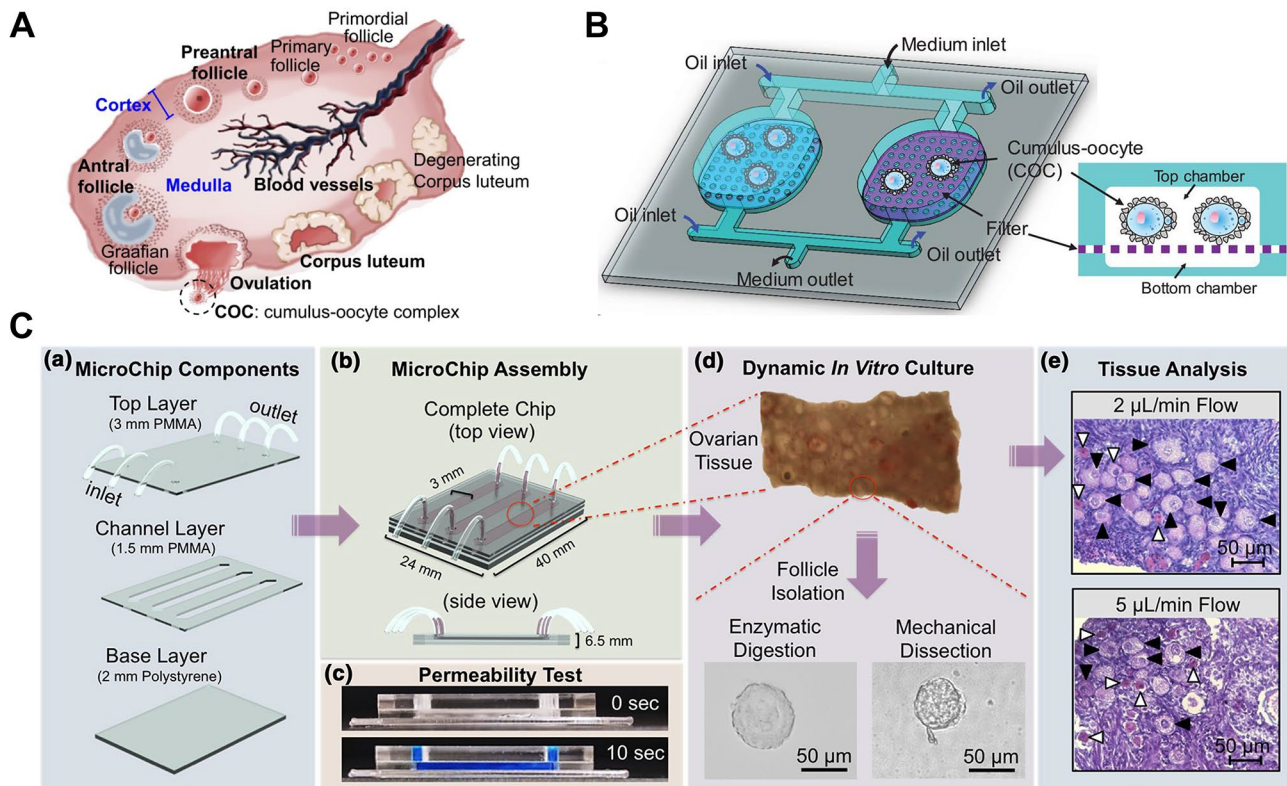 A
Primordial
follicle
Primary
follicle
Preantral
follicle
Cortex
Antral
follicle
Medulla
Blood vessels
Degenerating
Corpus luteum
Graafian
follicle
Corpus luteum
Ovulation
COC: cumulus-oocyte complex
B
Medium inlet
Oil inlet
Oil outlet
Cumulus-oocyte
(COC)
Top chamber
Oil inlet
Filter
Oil outlet
Medium outlet
Bottom chamber
C
(a)
MicroChip Components
Top Layer
(3 mm PMMA)
outlet
inlet
Channel Layer
(1.5 mm PMMA)
Base Layer
(2 mm Polystyrene)
(b)
MicroChip Assembly
Complete Chip
(top view)
3 mm
24 mm
40 mm
(side view)
6.5 mm
(c)
Permeability Test
0 sec
10 sec
(d)
Dynamic In Vitro Culture
Ovarian
Tissue
Follicle
Isolation
Enzymatic
Digestion
Mechanical
Dissection
50 µm
50 µm
(e)
Tissue Analysis
2 µL/min Flow
50 µm
5 µL/min Flow
50 µm